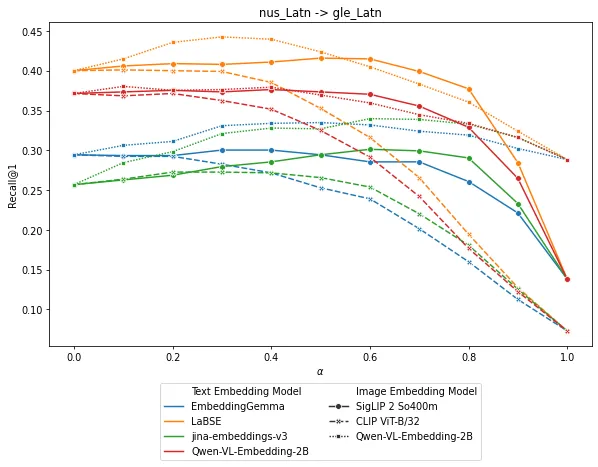 nus_Latn -> gle_Latn
Recall@1
0.45
0.40
0.35
0.30
0.25
0.20
0.15
0.10
0.0
0.2
0.4
0.6
0.8
1.0
α
Text Embedding Model
EmbeddingGemma
LaBSE
jina-embeddings-v3
Qwen-VL-Embedding-2B
Image Embedding Model
SigLIP 2 So400m
CLIP ViT-B/32
Qwen-VL-Embedding-2B